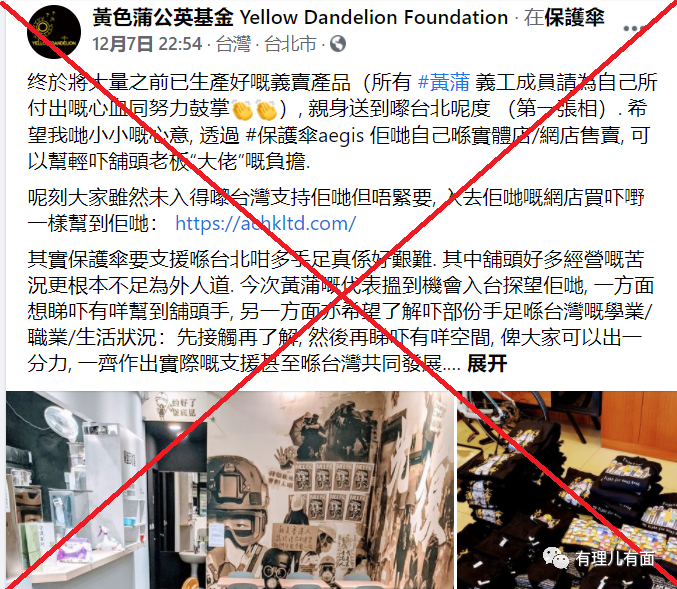 黃色蒲公英基金 Yellow Dandelion Foundation · 在保護傘
12月7日 22:54 · 台灣 · 台北市 ·
YELLOW DANDELION
终於將大量之前已生產好嘅義賣產品（所有 #黃蒲 義工成員請為自己所
付出嘅心血同努力鼓掌👏👏）, 親身送到嚟台北呢度 （第一張相）. 希
望我哋小小嘅心意, 透過 #保護傘aegis 佢哋自己喺實體店/網店售賣, 可
以幫輕吓舖頭老板“大佬”嘅負擔.
呢刻大家雖然未入得嚟台灣支持佢哋但唔緊要, 入去佢哋嘅網店買吓嘢
一樣幫到佢哋： https://achkltd.com/
其實保護傘要支援喺台北咁多手足真係好艱難. 其中舖頭好多經營嘅苦
況更根本不足為外人道. 今次黃蒲嘅代表搵到機會入台探望佢哋, 一方面
想睇吓有咩幫到舖頭手, 另一方面亦希望了解吓部份手足喺台灣嘅學業/
職業/生活狀況：先接觸再了解, 然後再睇吓有咩空間, 俾大家可以出一
分力, 一齊作出實際嘅支援甚至喺台灣共同發展.... 展开
有理儿有面